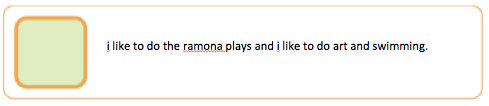 i like to do the ramona plays and i like to do art and swimming.